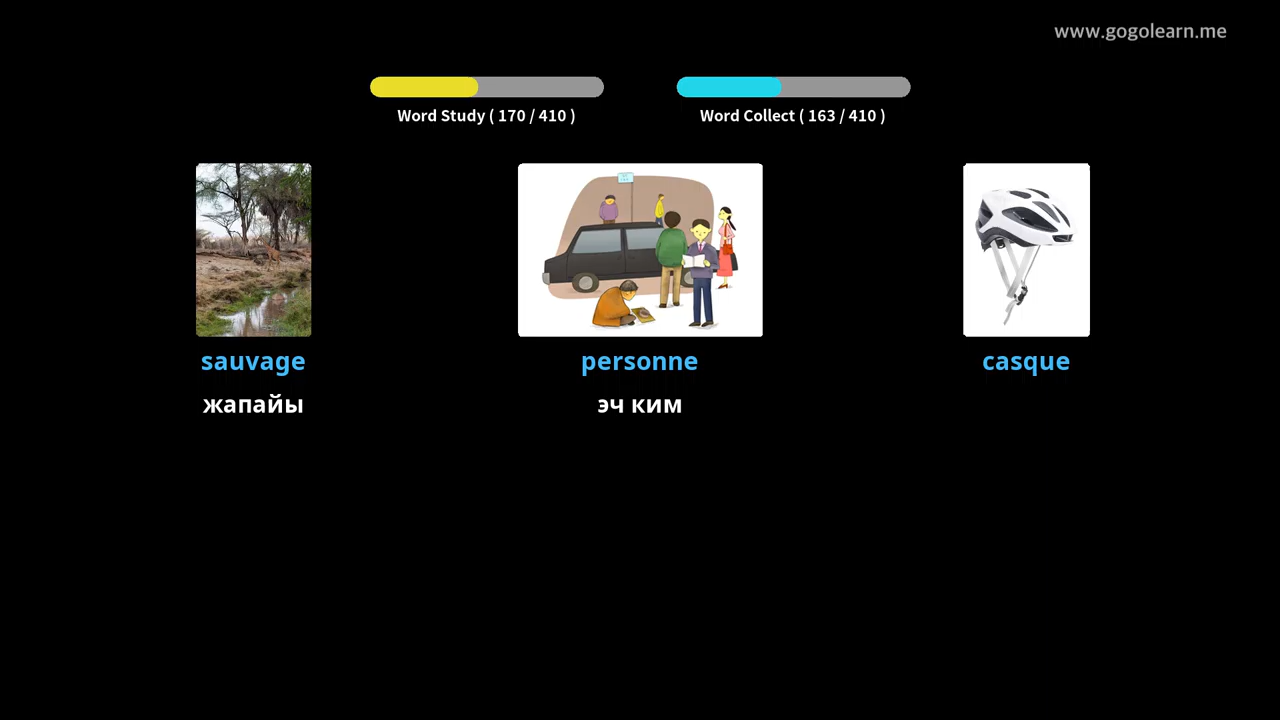 www.gogolearn.me
Word Study ( 170 / 410 )
Word Collect ( 163 / 410 )
sauvage
personne
casque
жапайы
эч ким